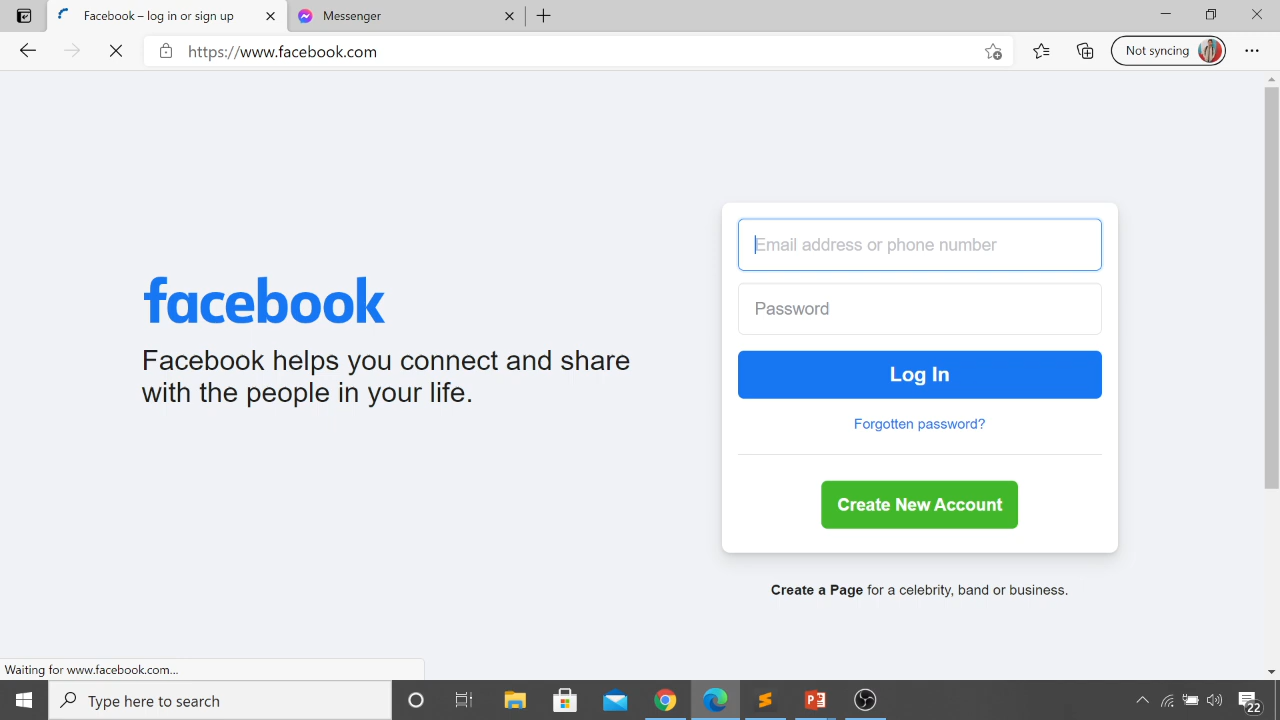 Facebook – log in or sign up
Messenger
https://www.facebook.com
Not syncing
facebook
Facebook helps you connect and share
with the people in your life.
Email address or phone number
Password
Log In
Forgotten password?
Create New Account
Create a Page for a celebrity, band or business.
Waiting for www.facebook.com...
Type here to search
22